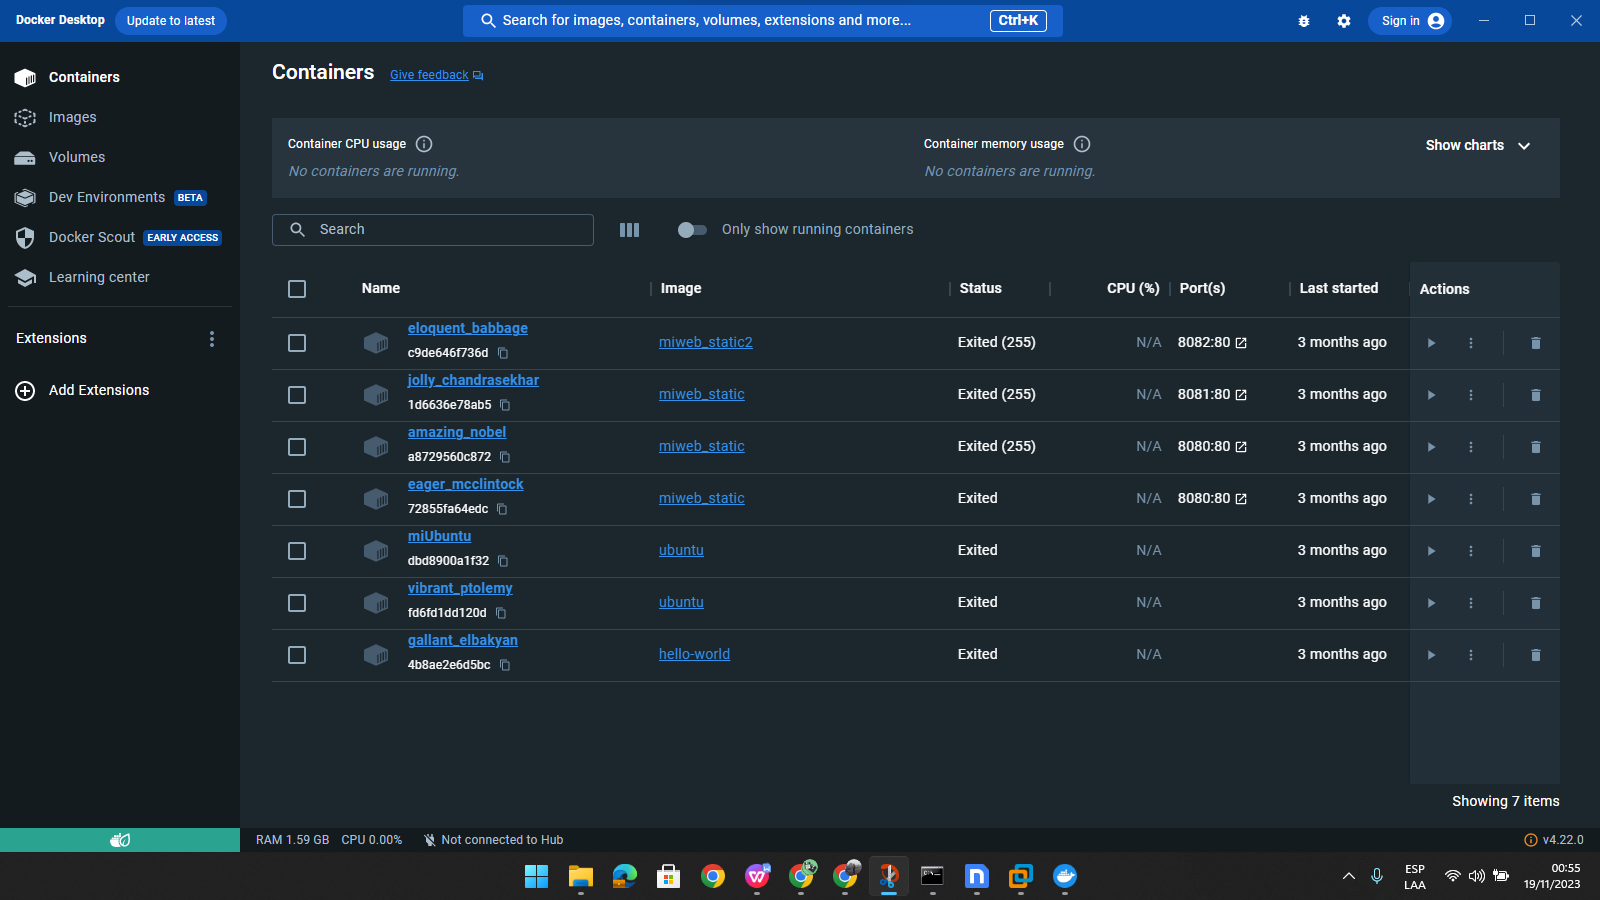 Docker Desktop Update to latest Search for images, containers, volumes, extensions and more... Ctrl+K Sign in
Containers
Images
Volumes
Dev Environments BETA
Docker Scout EARLY ACCESS
Learning center
Extensions
Add Extensions
Containers Give feedback
Container CPU usage
No containers are running.
Container memory usage
No containers are running.
Show charts
Search
Only show running containers
Name Image Status CPU (%) Port(s) Last started Actions
eloquent_babbage
c9de646f736d
miweb_static2 Exited (255) N/A 8082:80 3 months ago
jolly_chandrasekhar
1d6636e78ab5
miweb_static Exited (255) N/A 8081:80 3 months ago
amazing_nobel
a8729560c872
miweb_static Exited (255) N/A 8080:80 3 months ago
eager_mcclintock
72855fa64edc
miweb_static Exited N/A 8080:80 3 months ago
miUbuntu
dbd8900a1f32
ubuntu Exited N/A 3 months ago
vibrant_ptolemy
fd6fd1dd120d
ubuntu Exited N/A 3 months ago
gallant_elbakyan
4b8ae2e6d5bc
hello-world Exited N/A 3 months ago
Showing 7 items
RAM 1.59 GB CPU 0.00% Not connected to Hub v4.22.0
ESP
LAA
00:55
19/11/2023